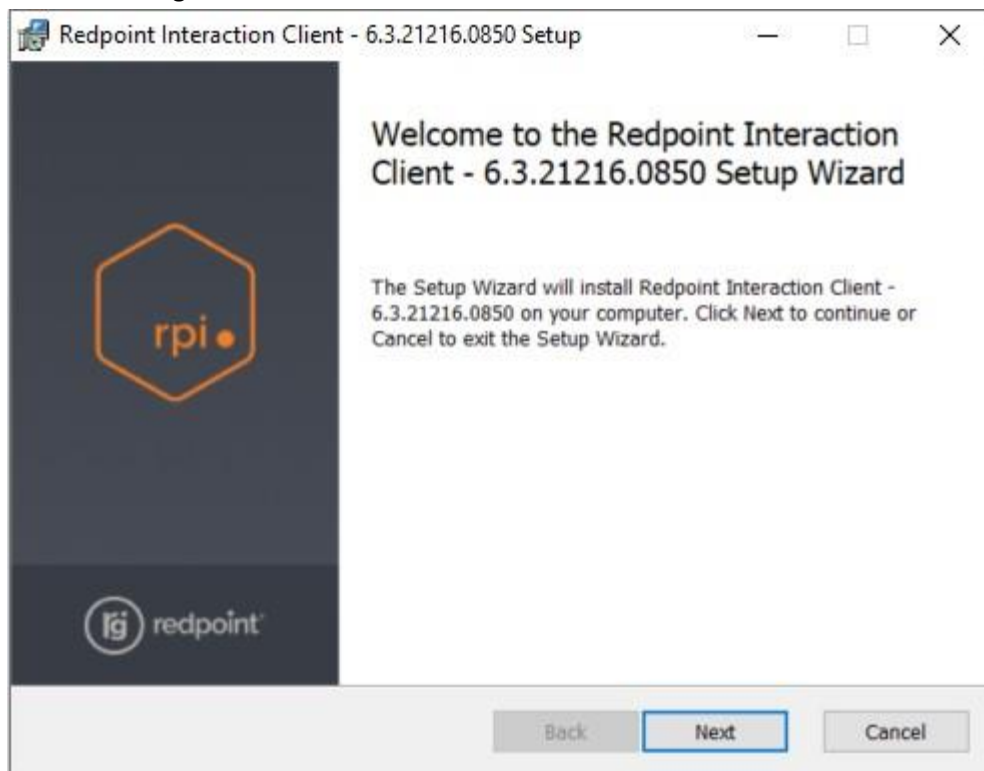 Redpoint Interaction Client - 6.3.21216.0850 Setup
Welcome to the Redpoint Interaction
Client - 6.3.21216.0850 Setup Wizard
The Setup Wizard will install Redpoint Interaction Client -
6.3.21216.0850 on your computer. Click Next to continue or
Cancel to exit the Setup Wizard.
rpi
rg redpoint
Back
Next
Cancel